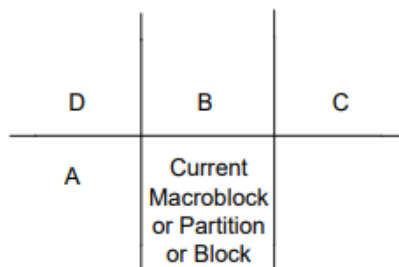 D B C
A Current
Macroblock
or Partition
or Block